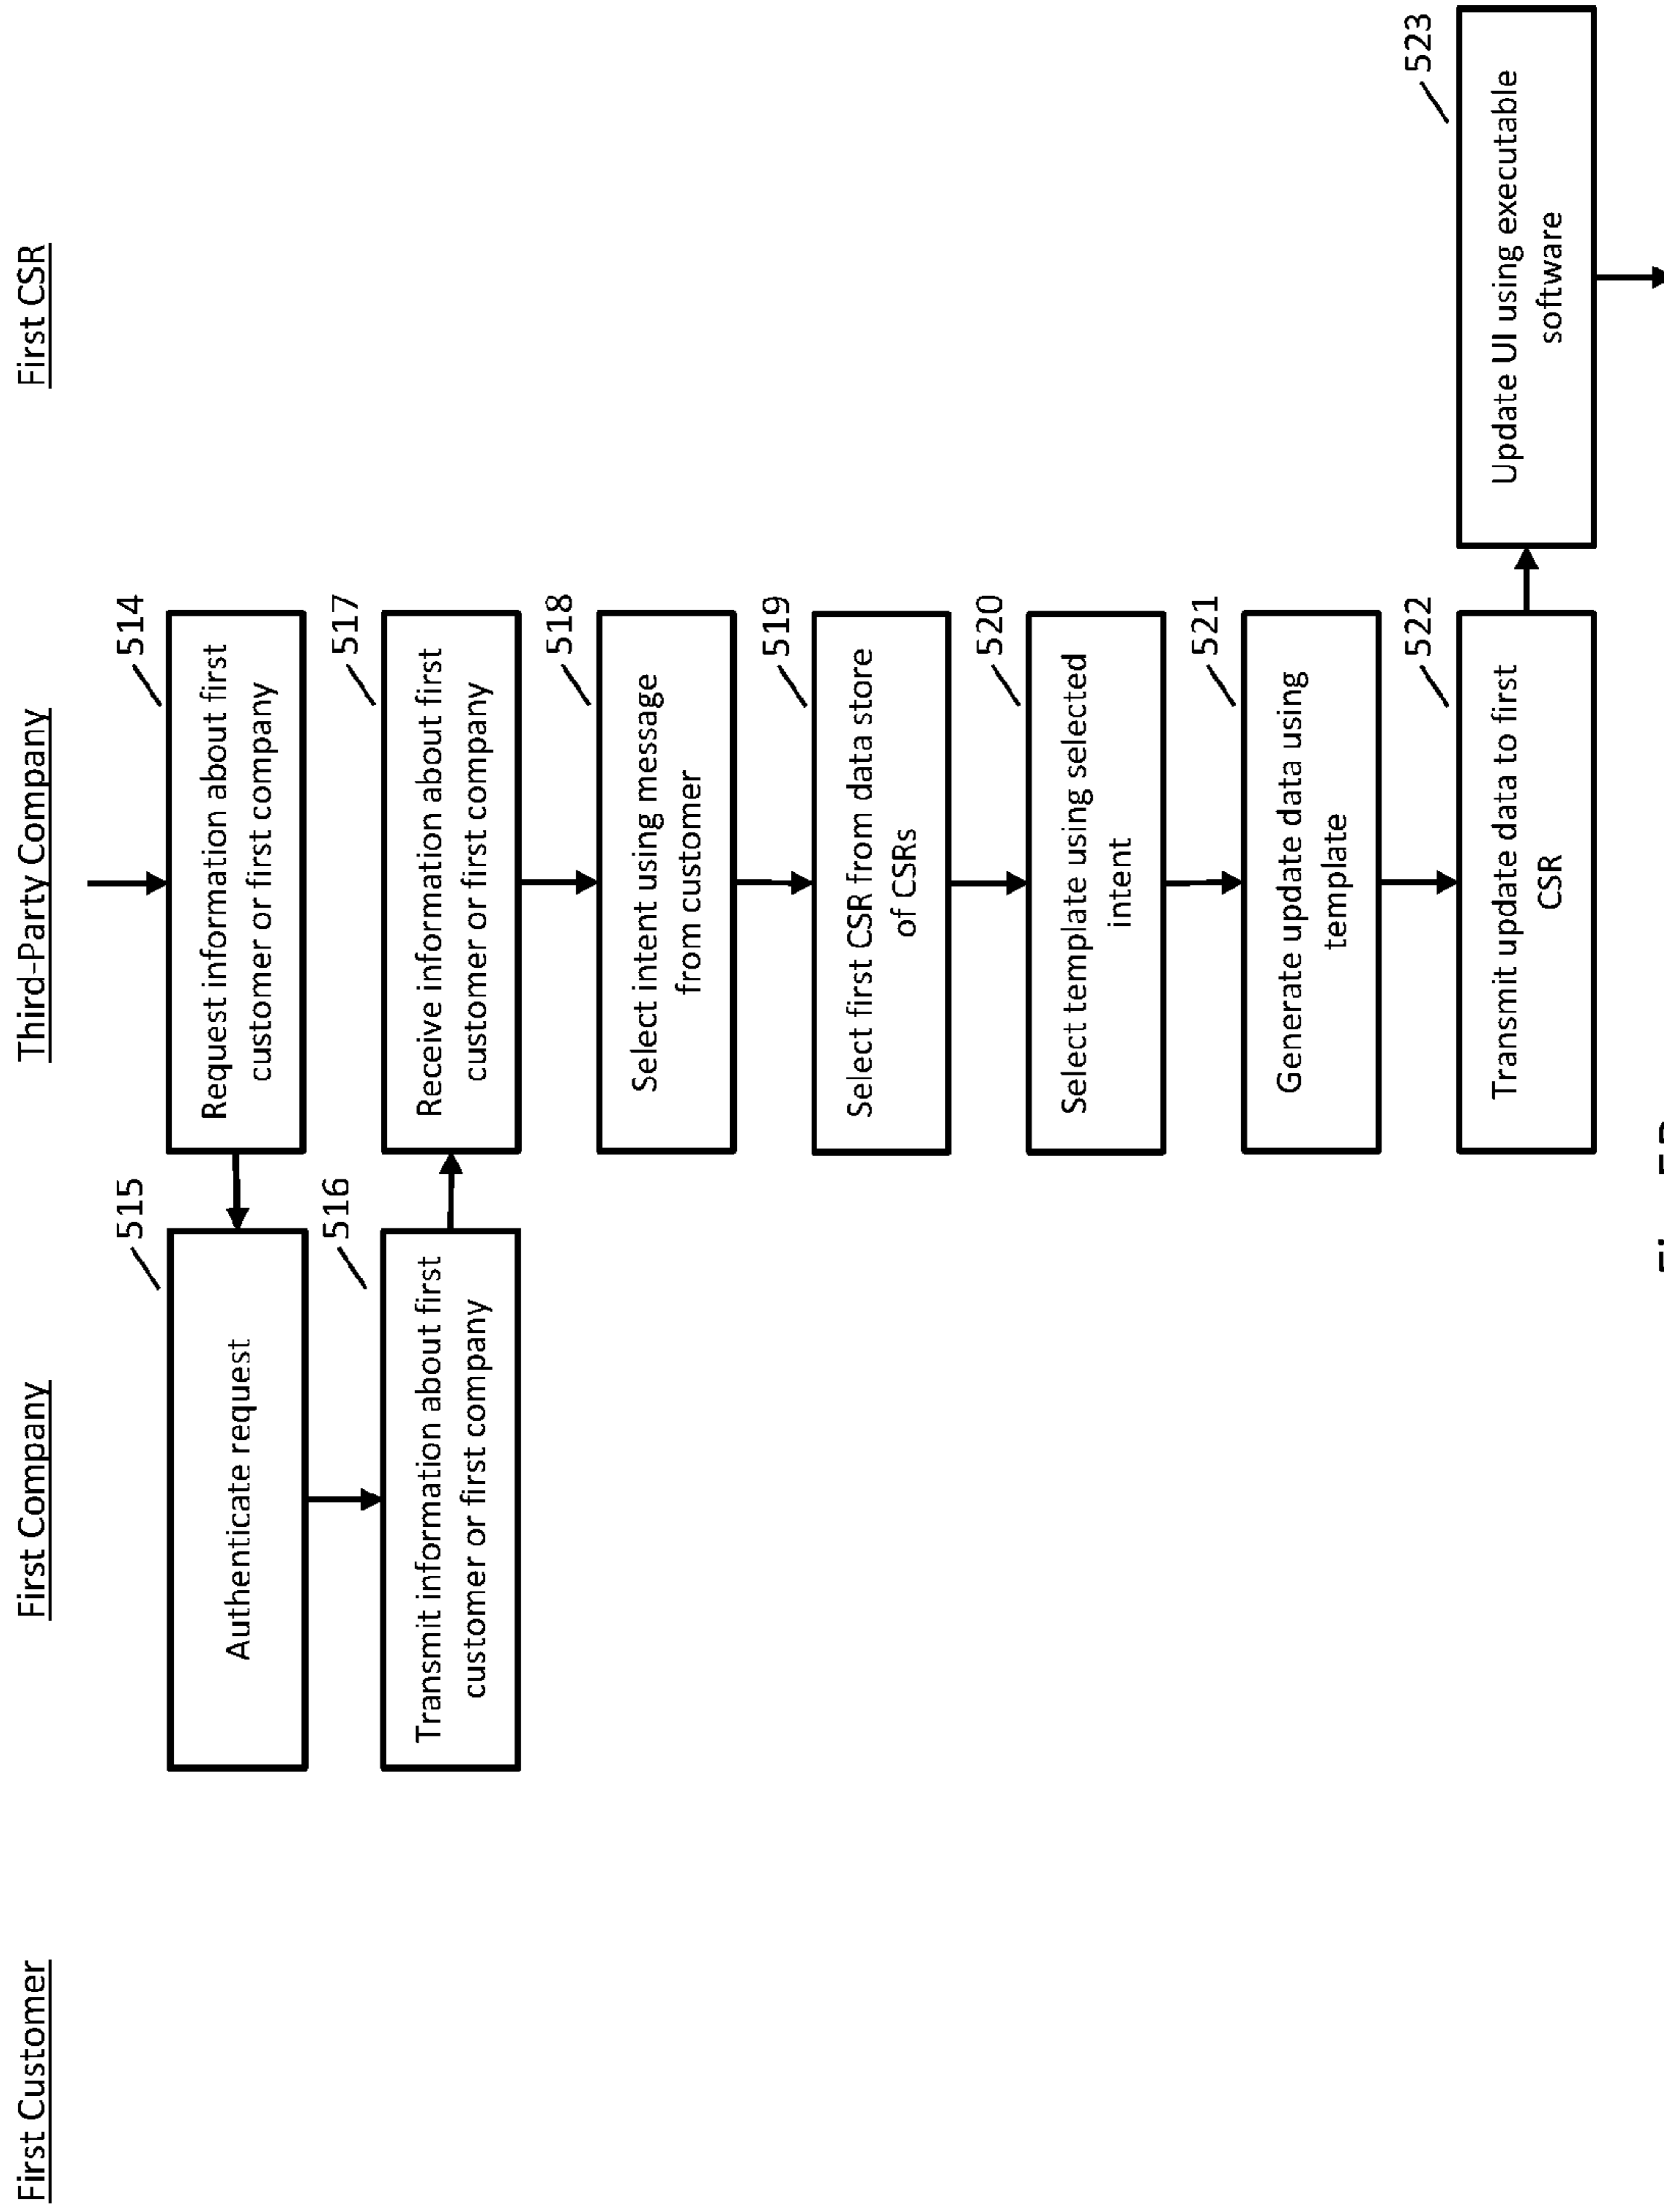 First Customer
First Company
Third-Party Company
First CSR
514
Request information about first
customer or first company
515
Authenticate request
516
Transmit information about first
customer or first company
517
Receive information about first
customer or first company
518
Select intent using message
from customer
519
Select first CSR from data store
of CSRs
520
Select template using selected
intent
521
Generate update data using
template
522
Transmit update data to first
CSR
523
Update UI using executable
software